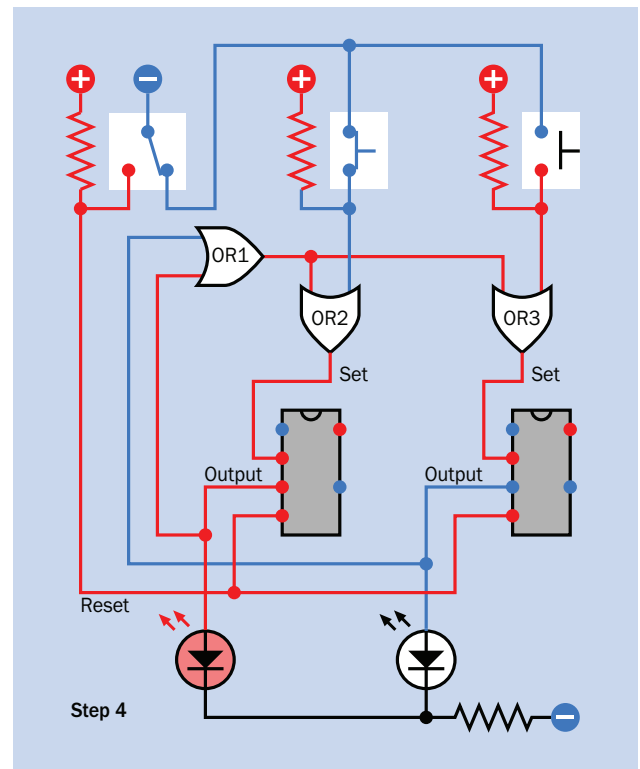 +
−
+
+
OR1
OR2
OR3
Set
Set
Output
Output
Reset
Step 4
−